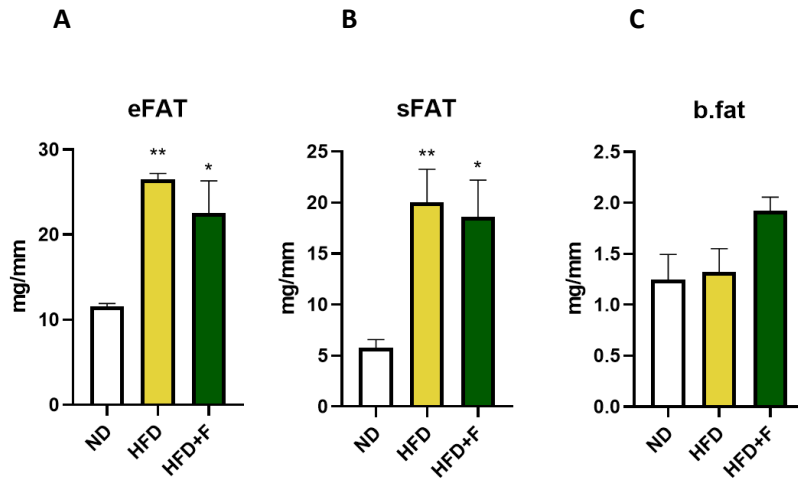 A
B
C
eFAT
sFAT
b.fat
mg/mm
30
20
10
0
**
*
ND
HFD
HFD+F
mg/mm
25
20
15
10
5
0
**
*
ND
HFD
HFD+F
mg/mm
2.5
2.0
1.5
1.0
0.5
0.0
ND
HFD
HFD+F